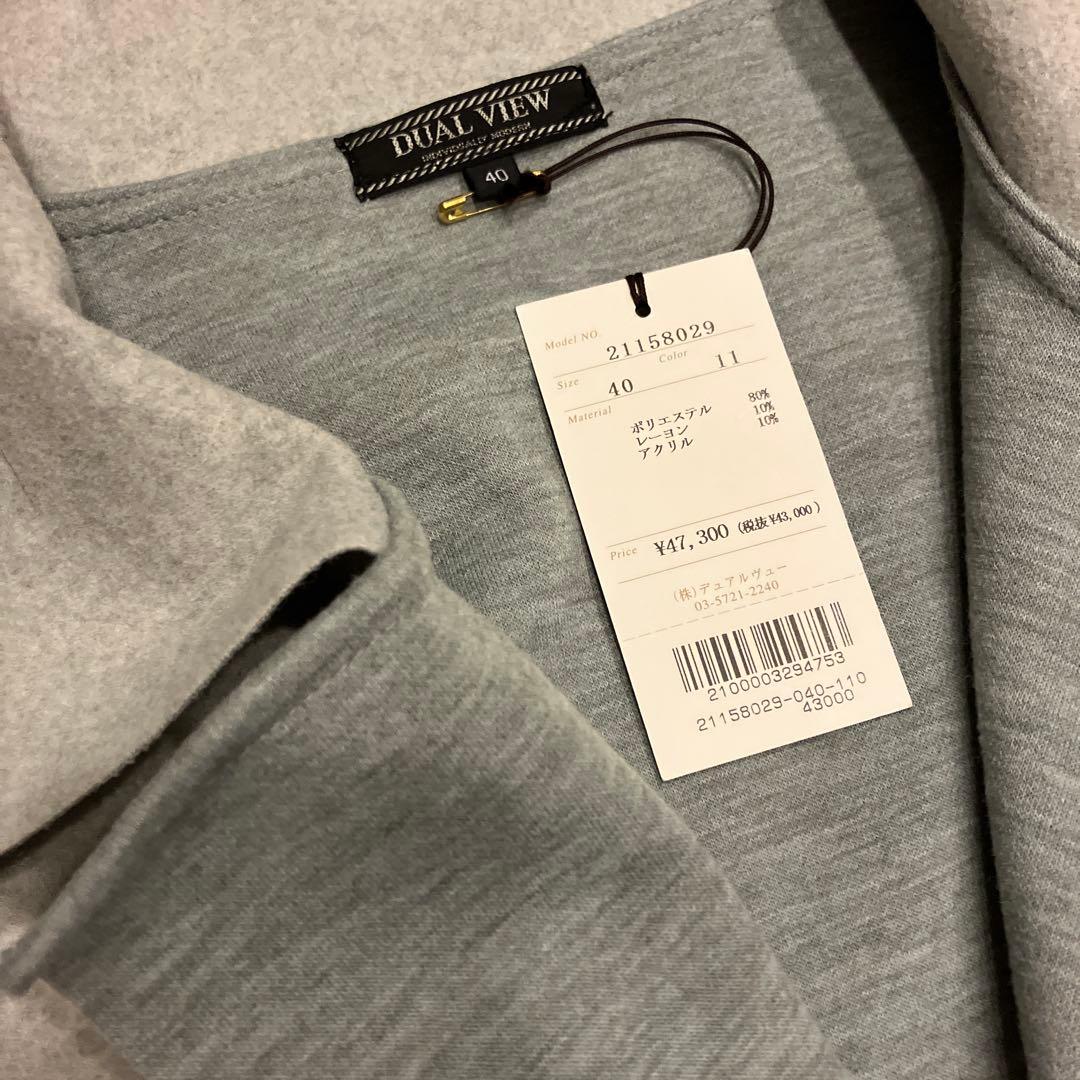 DUAL VIEW
INDIVIDUALLY MODERN
40
Model NO. 21158029
Size 40 Color 11
Material
ポリエステル 80%
レーヨン 10%
アクリル 10%
Price ¥47,300 (税抜¥43,000)
(株)デュアルヴュー
03-5721-2240
2100003294753
21158029-040-110
43000